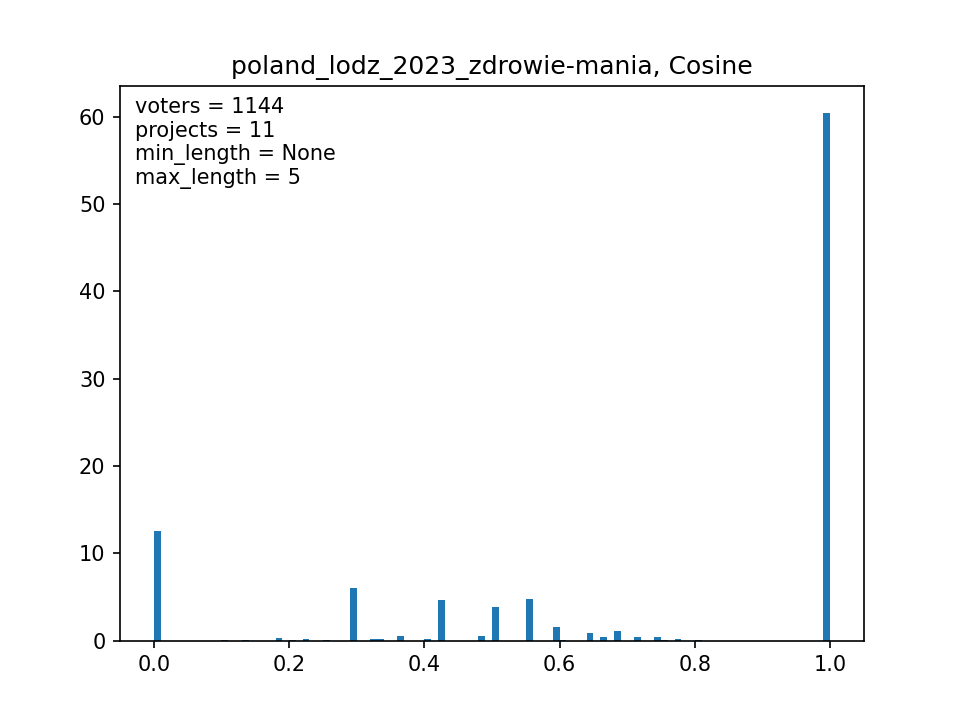 poland_lodz_2023_zdrowie-mania, Cosine
voters = 1144
projects = 11
min_length = None
max_length = 5
60
50
40
30
20
10
0
0.0 0.2 0.4 0.6 0.8 1.0